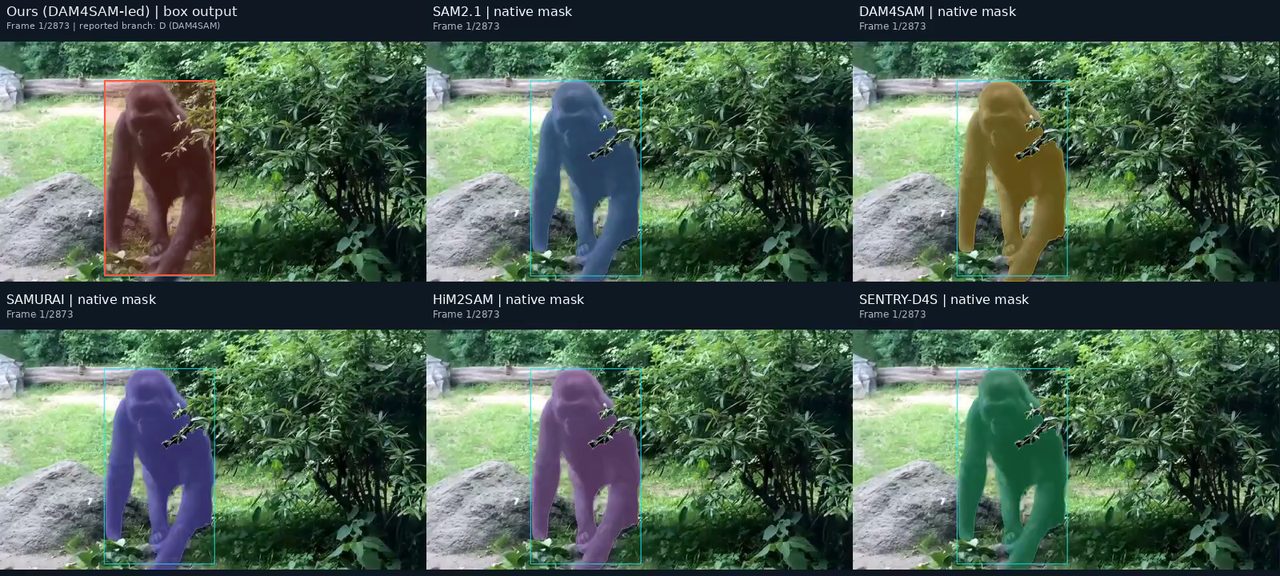 Ours (DAM4SAM-led) | box output
Frame 1/2873 | reported branch: D (DAM4SAM)
SAM2.1 | native mask
Frame 1/2873
DAM4SAM | native mask
Frame 1/2873
SAMURAI | native mask
Frame 1/2873
HiM2SAM | native mask
Frame 1/2873
SENTRY-D4S | native mask
Frame 1/2873